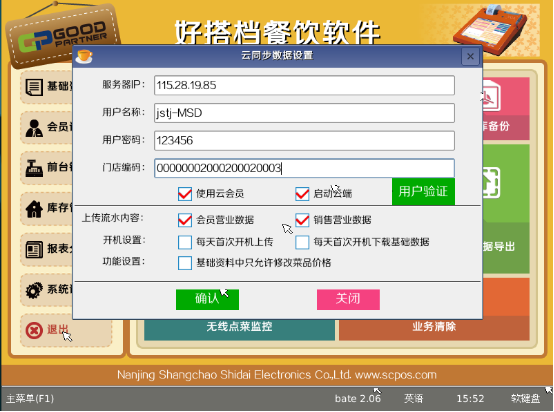 GOOD
PARTNER
好搭档餐饮软件
云同步数据设置
服务器IP: 115.28.19.85
用户名称: jstj-MSD
用户密码: 123456
门店编码: 00000002000200020003
使用云会员 启动云端 用户验证
上传流水内容: 会员营业数据 销售营业数据
开机设置: 每天首次开机上传 每天首次开机下载基础数据
功能设置: 基础资料中只允许修改菜品价格
确认 关闭
基础
会员
前台
库存
报表
系统
退出
库备份
据导出
无线点菜监控 业务清除
Nanjing Shangchao Shidai Electronics Co.,Ltd. www.scpos.com
主菜单(F1) bate 2.06 英语 15:52 软键盘